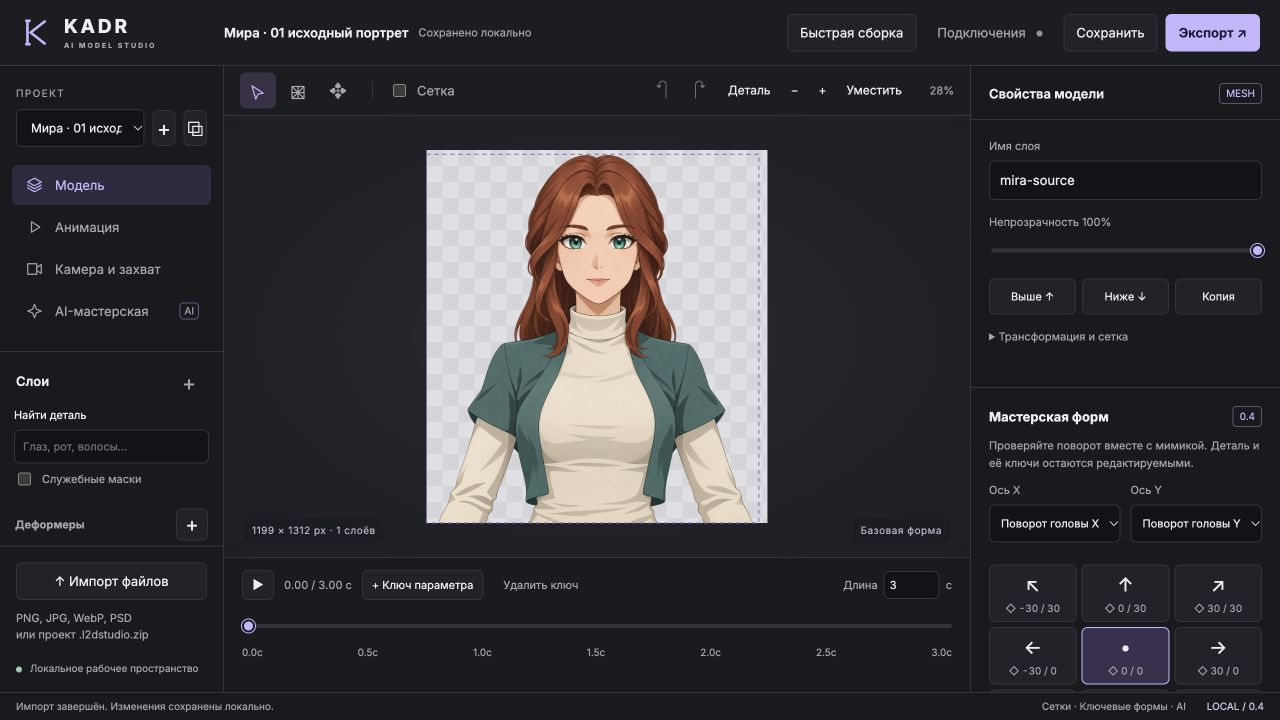 KADR
AI MODEL STUDIO
Мира · 01 исходный портрет
Сохранено локально
Быстрая сборка
Подключения
Сохранить
Экспорт ↗
ПРОЕКТ
Мира · 01 исход
+
Модель
Анимация
Камера и захват
AI-мастерская
AI
Слои
+
Найти деталь
Глаз, рот, волосы...
Служебные маски
Деформеры
+
↑ Импорт файлов
PNG, JPG, WebP, PSD
или проект .l2dstudio.zip
Локальное рабочее пространство
Сетка
Деталь
−
+
Уместить
28%
1199 × 1312 px · 1 слоёв
Базовая форма
0.00 / 3.00 с
+ Ключ параметра
Удалить ключ
Длина
3
с
0.0с
0.5с
1.0с
1.5с
2.0с
2.5с
3.0с
Свойства модели
MESH
Имя слоя
mira-source
Непрозрачность 100%
Выше ↑
Ниже ↓
Копия
Трансформация и сетка
Мастерская форм
0.4
Проверяйте поворот вместе с мимикой. Деталь и
её ключи остаются редактируемыми.
Ось X
Ось Y
Поворот головы X
Поворот головы Y
↖
↑
↗
◇ -30 / 30
◇ 0 / 30
◇ 30 / 30
←
•
→
◇ -30 / 0
◇ 0 / 0
◇ 30 / 0
Импорт завершён. Изменения сохранены локально.
Сетки · Ключевые формы · AI
LOCAL / 0.4